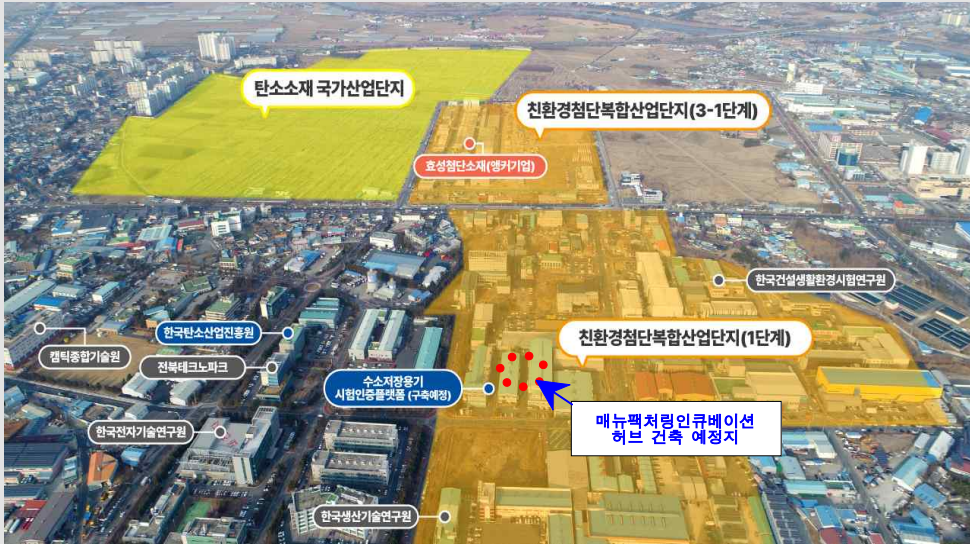 탄소소재 국가산업단지
친환경첨단복합산업단지(3-1단계)
효성첨단소재(앵커기업)
한국건설생활환경시험연구원
한국탄소산업진흥원
친환경첨단복합산업단지(1단계)
캠틱종합기술원
전북테크노파크
수소저장용기
시험인증플랫폼 (구축예정)
매뉴팩처링인큐베이션
허브 건축 예정지
한국전자기술연구원
한국생산기술연구원